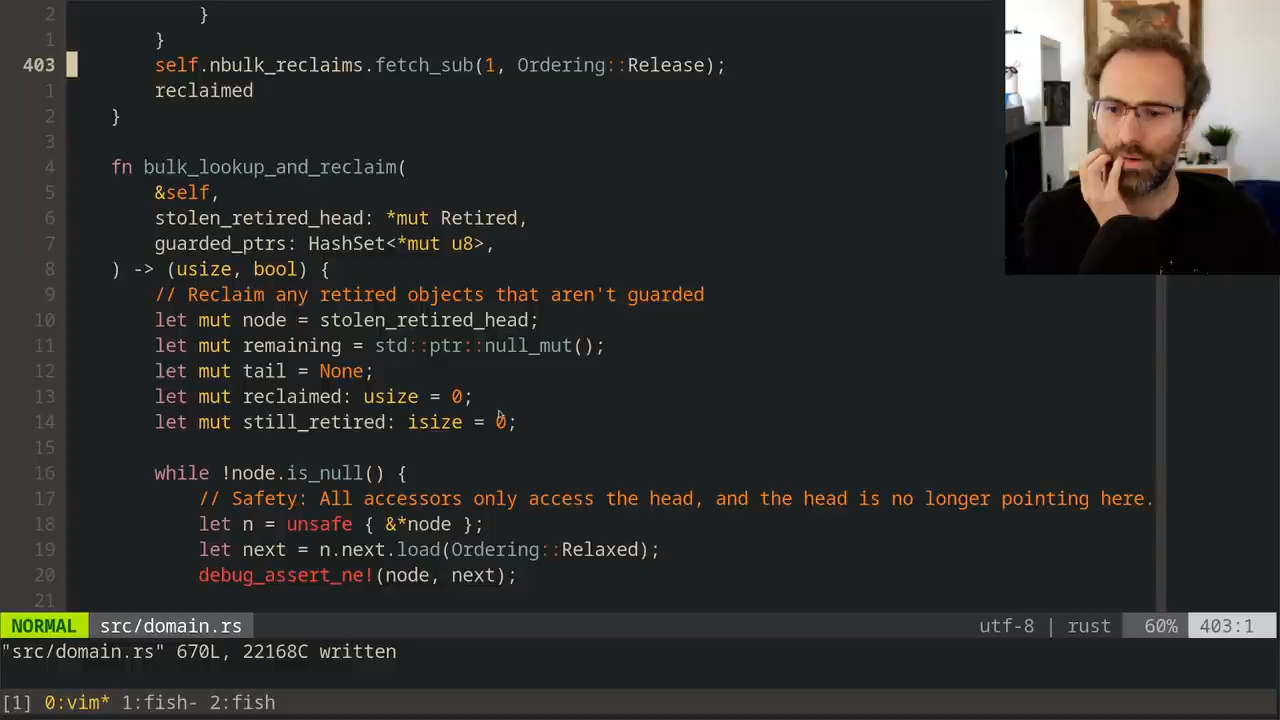 2 }
1 }
403 self.nbulk_reclaims.fetch_sub(1, Ordering::Release);
1 reclaimed
2 }
3
4 fn bulk_lookup_and_reclaim(
5 &self,
6 stolen_retired_head: *mut Retired,
7 guarded_ptrs: HashSet<*mut u8>,
8 ) -> (usize, bool) {
9 // Reclaim any retired objects that aren't guarded
10 let mut node = stolen_retired_head;
11 let mut remaining = std::ptr::null_mut();
12 let mut tail = None;
13 let mut reclaimed: usize = 0;
14 let mut still_retired: isize = 0;
15
16 while !node.is_null() {
17 // Safety: All accessors only access the head, and the head is no longer pointing here.
18 let n = unsafe { &*node };
19 let next = n.next.load(Ordering::Relaxed);
20 debug_assert_ne!(node, next);
21
NORMAL src/domain.rs utf-8 | rust 60% 403:1
"src/domain.rs" 670L, 22168C written
[1] 0:vim* 1:fish- 2:fish